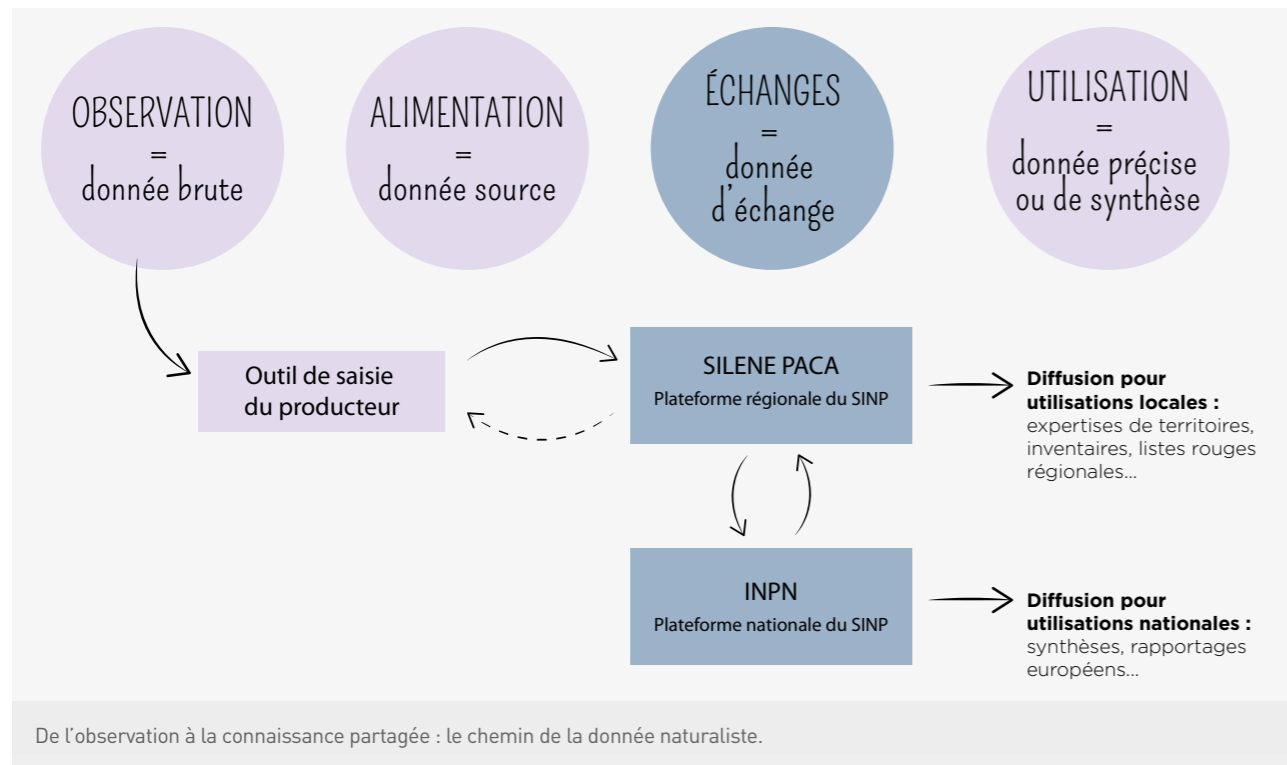 OBSERVATION
=
donnée brute
ALIMENTATION
=
donnée source
ÉCHANGES
=
donnée
d'échange
UTILISATION
=
donnée précise
ou de synthèse
Outil de saisie
du producteur
SILENE PACA
Plateforme régionale du SINP
Diffusion pour
utilisations locales :
expertises de territoires,
inventaires, listes rouges
régionales...
INPN
Plateforme nationale du SINP
Diffusion pour
utilisations nationales :
synthèses, rapportages
européens...
De l'observation à la connaissance partagée : le chemin de la donnée naturaliste.